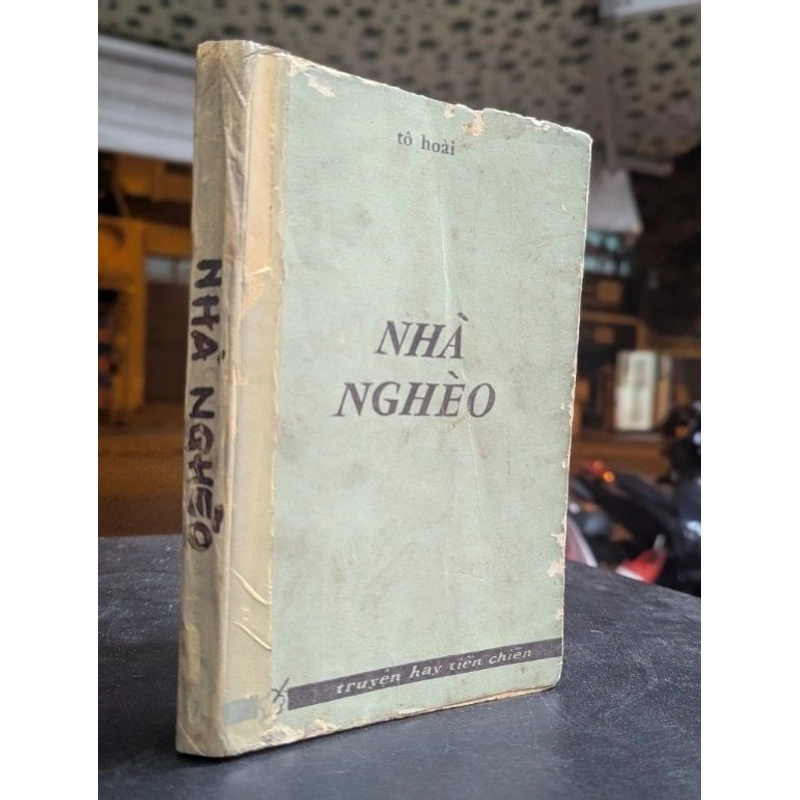 tô hoài
NHÀ
NGHÈO
truyện hay tiền chiến
NHÀ NGHÈO